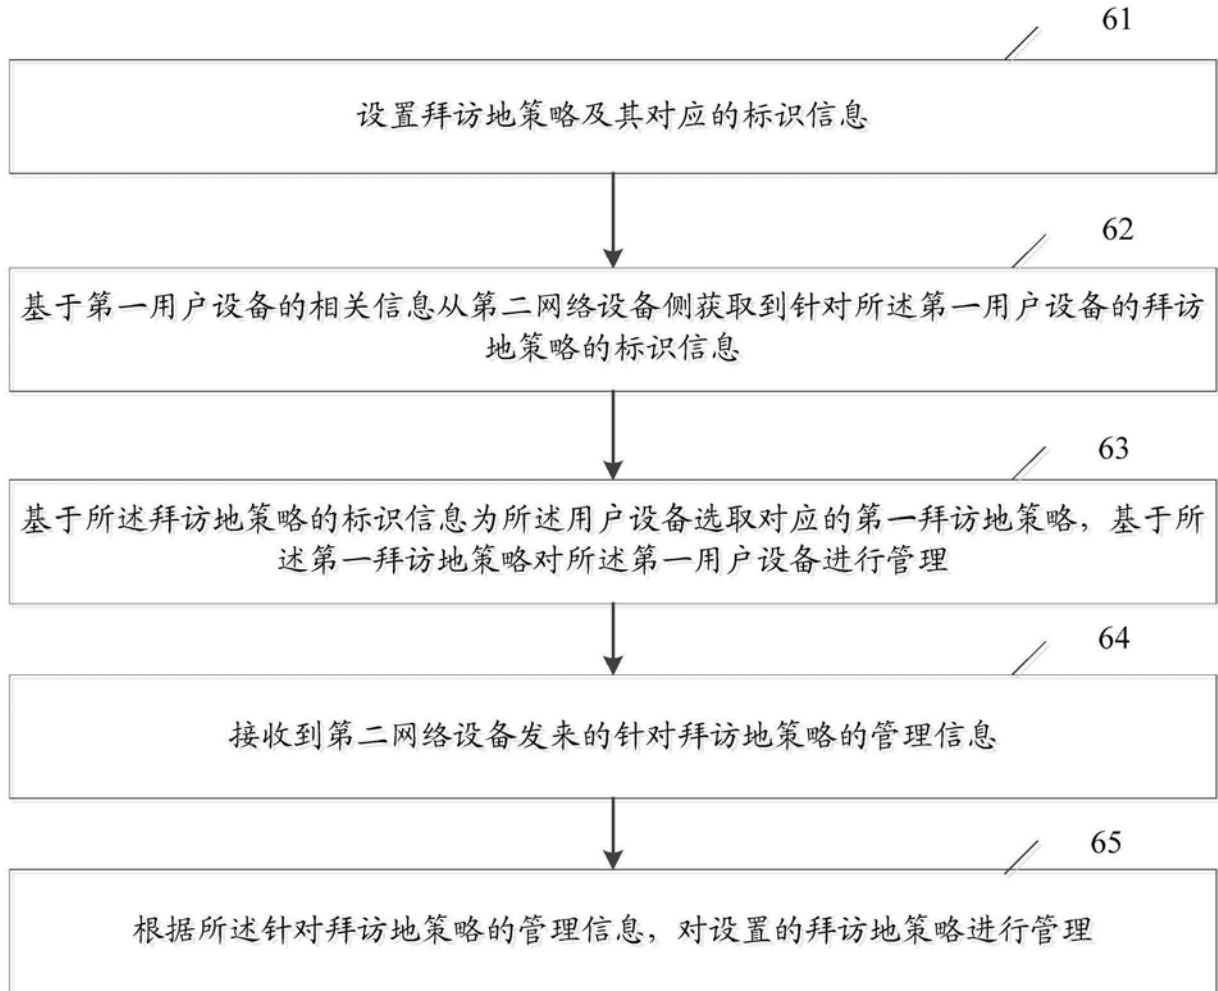 61
设置拜访地策略及其对应的标识信息
62
基于第一用户设备的相关信息从第二网络设备侧获取到针对所述第一用户设备的拜访
地策略的标识信息
63
基于所述拜访地策略的标识信息为所述用户设备选取对应的第一拜访地策略，基于所
述第一拜访地策略对所述第一用户设备进行管理
64
接收到第二网络设备发来的针对拜访地策略的管理信息
65
根据所述针对拜访地策略的管理信息，对设置的拜访地策略进行管理